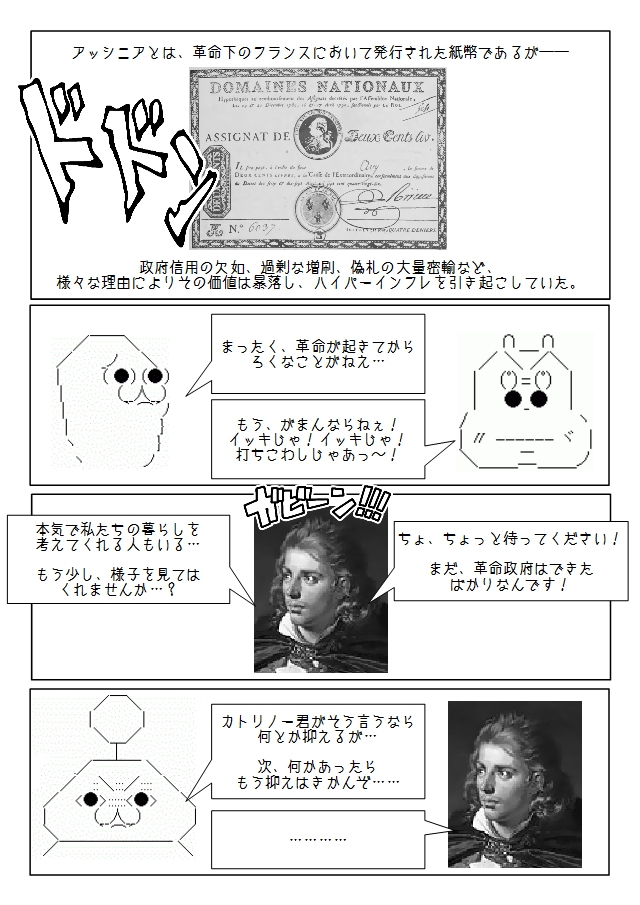 アッシニアとは、革命下のフランスにおいて発行された紙幣であるが――
ドドン
DOMAINES NATIONAUX
ASSIGNAT DE Deux Cents liv.
N.º 6037
政府信用の欠如、過剰な増刷、偽札の大量密輸など、
様々な理由によりその価値は暴落し、ハイパーインフレを引き起こしていた。
まったく、革命が起きてから
ろくなことがねえ…
もう、がまんならねぇ！
イッキじゃ！イッキじゃ！
打ちこわしじゃあっ～！
ガビーン!!!
ちょ、ちょっと待ってください！
まだ、革命政府はできた
ばかりなんです！
本気で私たちの暮らしを
考えてくれる人もいる…
もう少し、様子を見ては
くれませんか…？
カトリノー君がそう言うなら
何とか抑えるが…
次、何かあったら
もう抑えはきかんぞ……
…………